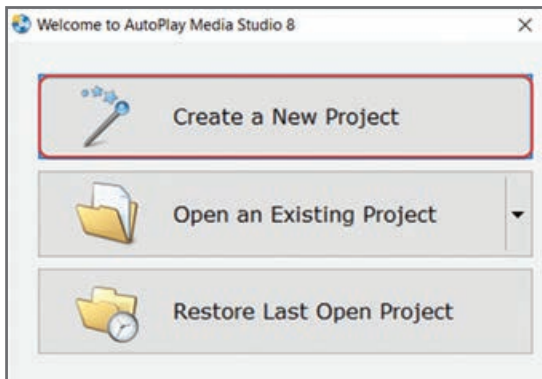 Welcome to AutoPlay Media Studio 8
Create a New Project
Open an Existing Project
Restore Last Open Project